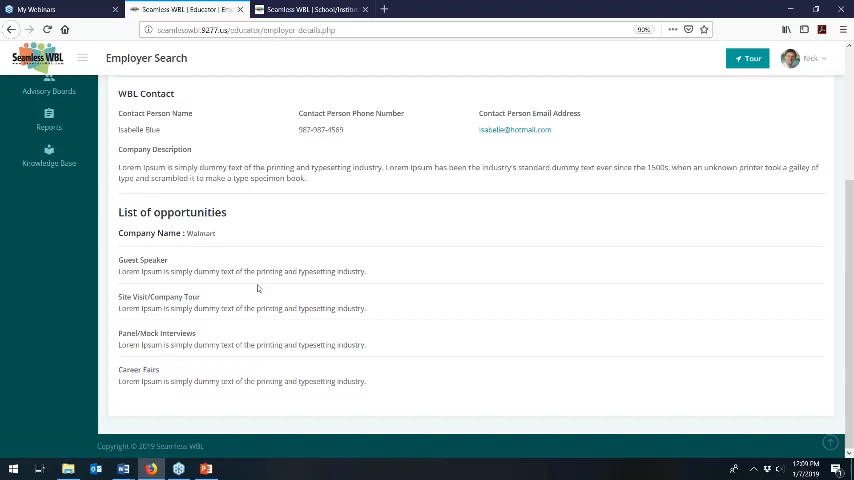 My Webinars
Seamless WBL | Educator | Emp
Seamless WBL | School/Institu
seamlesswbl.9277.us/educator/employer-details.php
90%
Seamless WBL
Employer Search
Tour
Nick
Advisory Boards
Reports
Knowledge Base
WBL Contact
Contact Person Name
Contact Person Phone Number
Contact Person Email Address
Isabelle Blue
987-987-4569
isabelle@hotmail.com
Company Description
Lorem Ipsum is simply dummy text of the printing and typesetting industry. Lorem Ipsum has been the industry's standard dummy text ever since the 1500s, when an unknown printer took a galley of
type and scrambled it to make a type specimen book.
List of opportunities
Company Name : Walmart
Guest Speaker
Lorem Ipsum is simply dummy text of the printing and typesetting industry.
Site Visit/Company Tour
Lorem Ipsum is simply dummy text of the printing and typesetting industry.
Panel/Mock Interviews
Lorem Ipsum is simply dummy text of the printing and typesetting industry.
Career Fairs
Lorem Ipsum is simply dummy text of the printing and typesetting industry.
Copyright © 2019 Seamless WBL
12:09 PM
1/7/2019